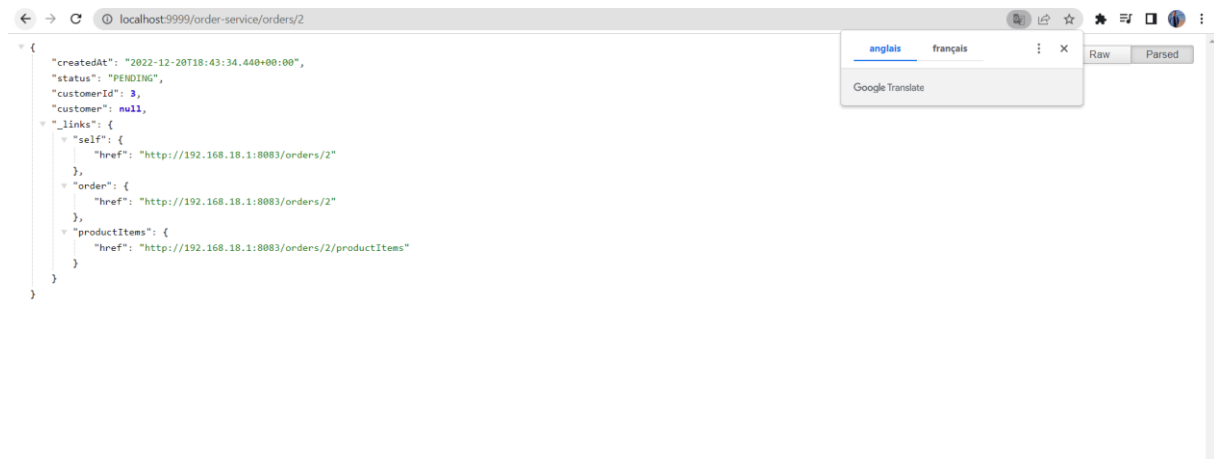 localhost:9999/order-service/orders/2
anglais français
Google Translate
Raw Parsed
{
"createdAt": "2022-12-20T18:43:34.440+00:00",
"status": "PENDING",
"customerId": 3,
"customer": null,
"_links": {
"self": {
"href": "http://192.168.18.1:8083/orders/2"
},
"order": {
"href": "http://192.168.18.1:8083/orders/2"
},
"productItems": {
"href": "http://192.168.18.1:8083/orders/2/productItems"
}
}
}